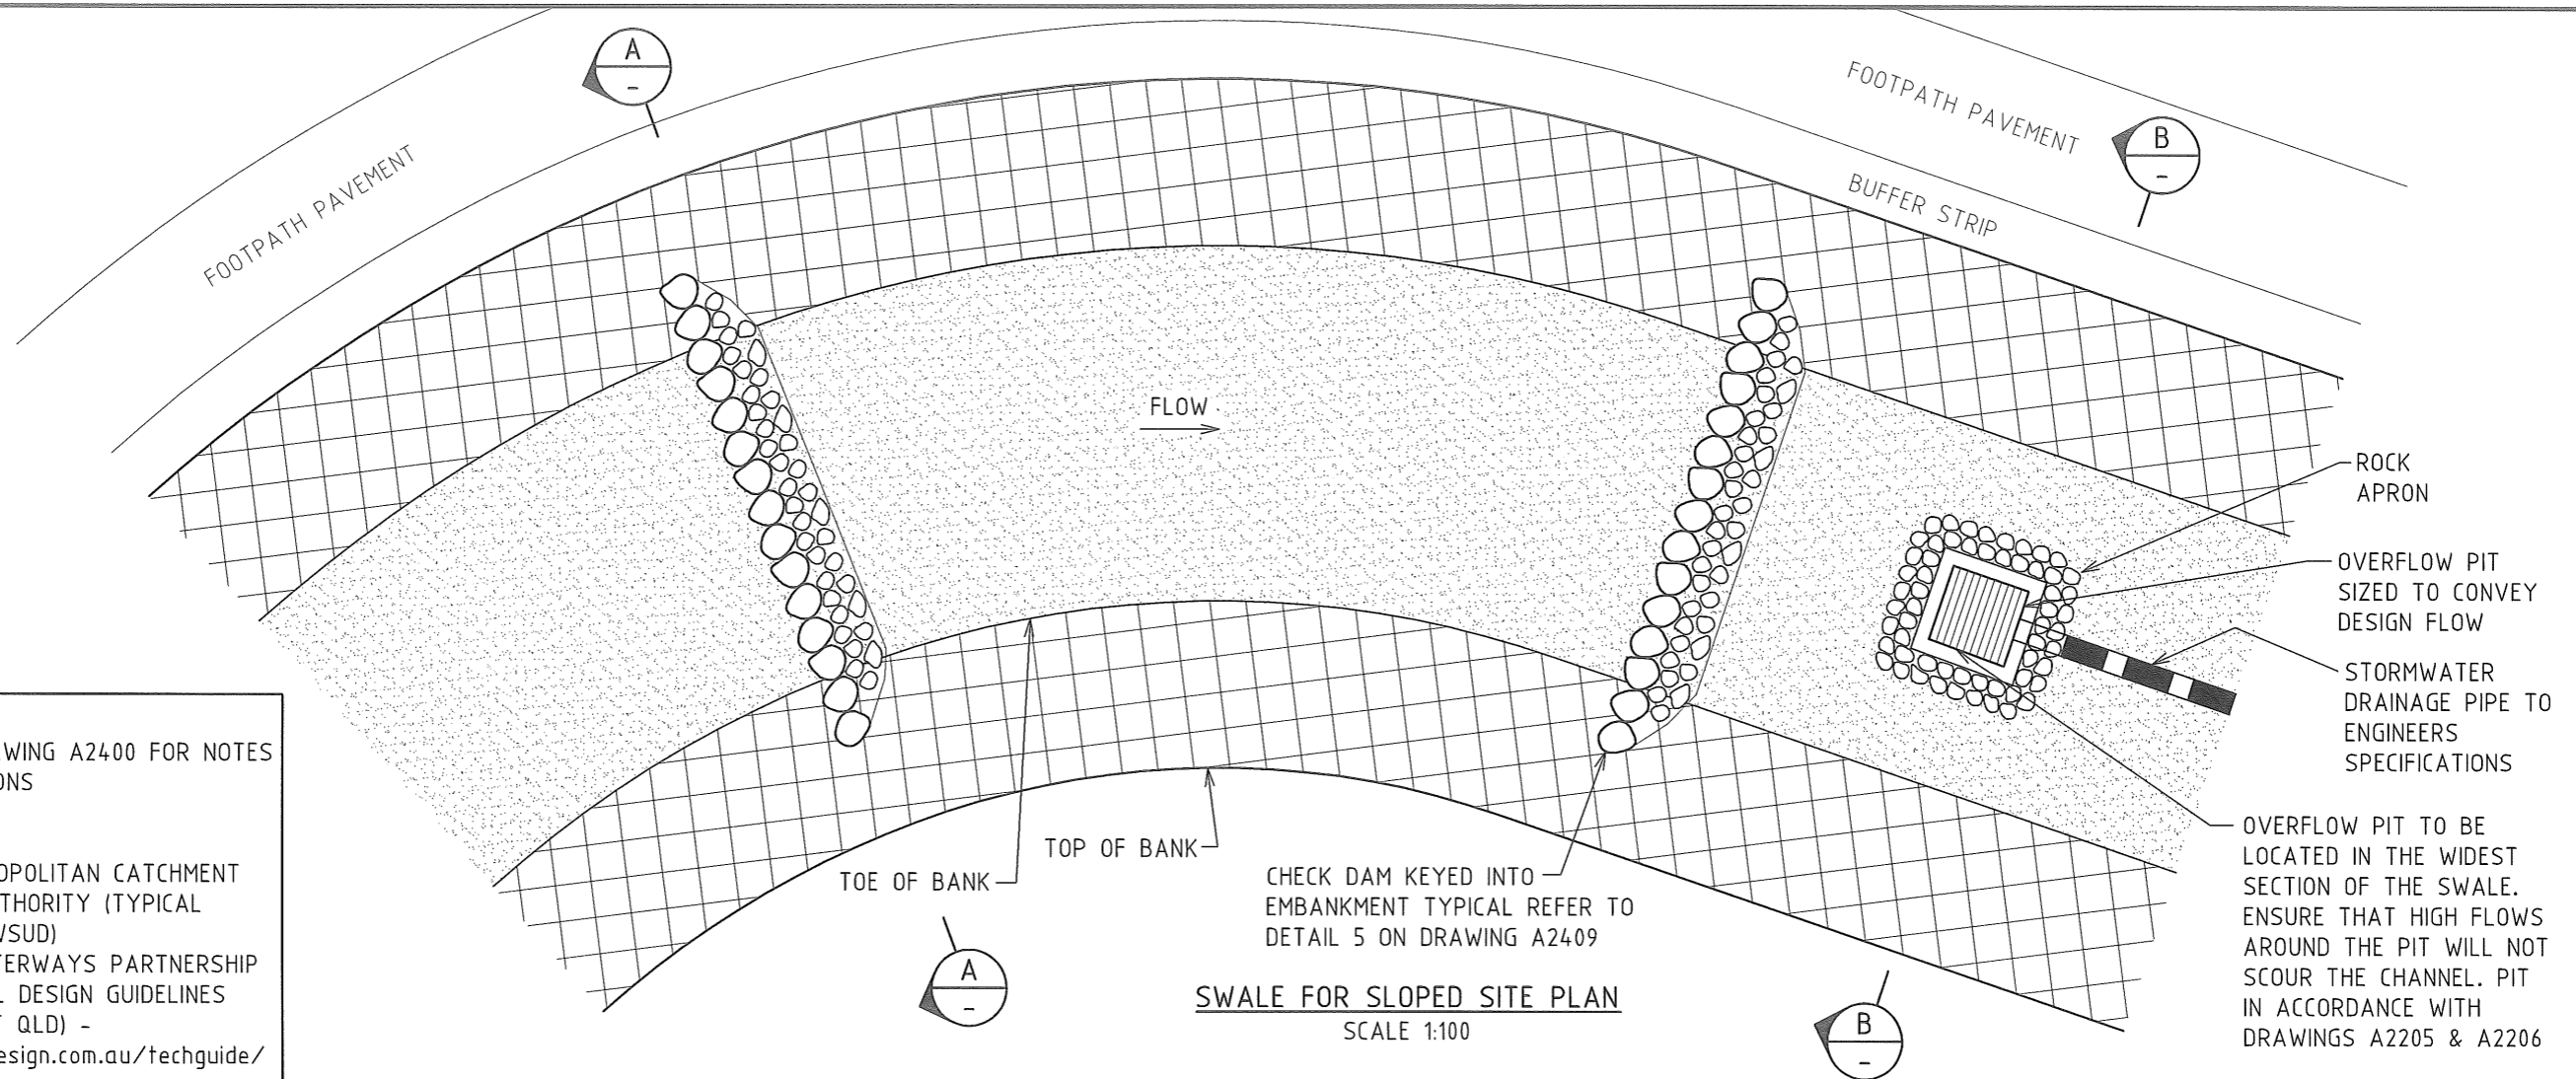 A
-
FOOTPATH PAVEMENT
FOOTPATH PAVEMENT
B
-
BUFFER STRIP
FLOW
ROCK
APRON
OVERFLOW PIT
SIZED TO CONVEY
DESIGN FLOW
STORMWATER
DRAINAGE PIPE TO
ENGINEERS
SPECIFICATIONS
OVERFLOW PIT TO BE
LOCATED IN THE WIDEST
SECTION OF THE SWALE.
ENSURE THAT HIGH FLOWS
AROUND THE PIT WILL NOT
SCOUR THE CHANNEL. PIT
IN ACCORDANCE WITH
DRAWINGS A2205 & A2206
TOP OF BANK
TOE OF BANK
CHECK DAM KEYED INTO
EMBANKMENT TYPICAL REFER TO
DETAIL 5 ON DRAWING A2409
A
-
B
-
SWALE FOR SLOPED SITE PLAN
SCALE 1:100
WING A2400 FOR NOTES
ONS
OPOLITAN CATCHMENT
THORITY (TYPICAL
WSUD)
TERWAYS PARTNERSHIP
L DESIGN GUIDELINES
T QLD) -
esign.com.au/techguide/